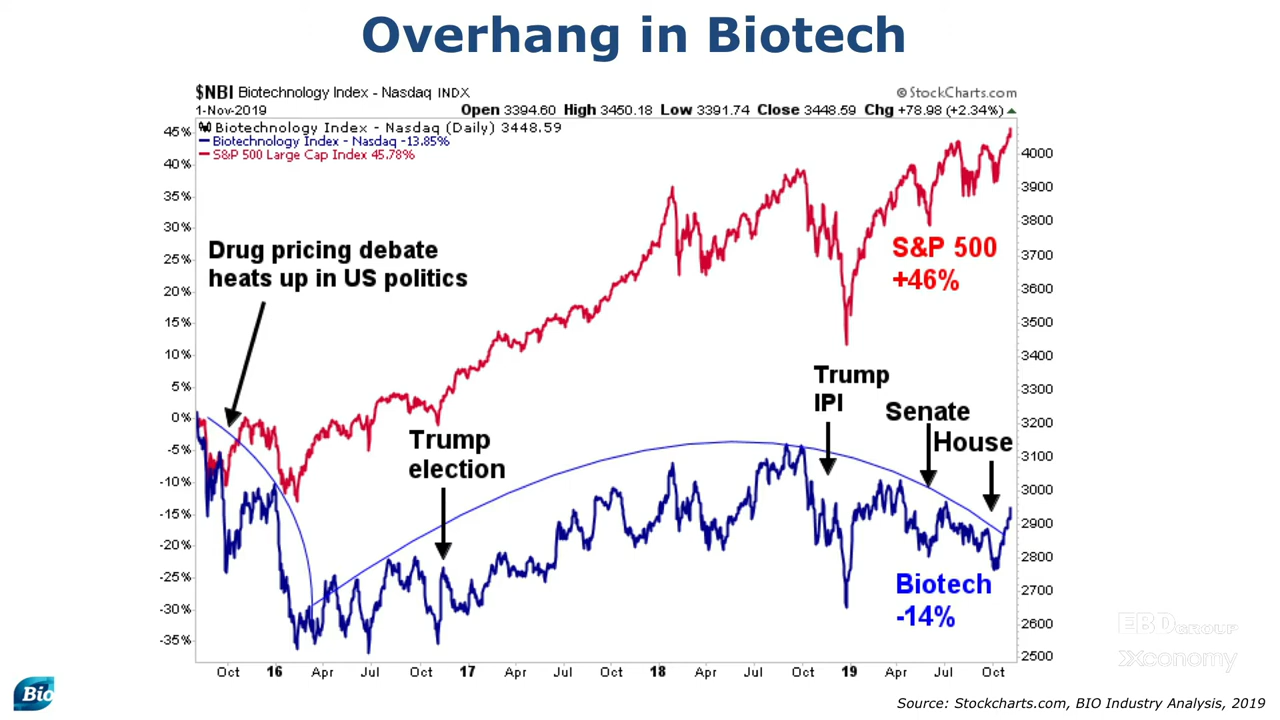 Overhang in Biotech
$NBI Biotechnology Index - Nasdaq INDX
© StockCharts.com
1-Nov-2019
Open 3394.60 High 3450.18 Low 3391.74 Close 3448.59 Chg +78.98 (+2.34%)
Biotechnology Index - Nasdaq (Daily) 3448.59
Biotechnology Index - Nasdaq -13.85%
S&P 500 Large Cap Index 45.78%
45%
40%
35%
30%
25%
20%
15%
10%
5%
0%
-5%
-10%
-15%
-20%
-25%
-30%
-35%
4000
3900
3800
3700
3600
3500
3400
3300
3200
3100
3000
2900
2800
2700
2600
2500
Drug pricing debate
heats up in US politics
S&P 500
+46%
Trump
IPI
Senate
House
Trump
election
Biotech
-14%
Oct 16 Apr Jul Oct 17 Apr Jul Oct 18 Apr Jul Oct 19 Apr Jul Oct
EBD GROUP
Xconomy
Bio
Source: Stockcharts.com, BIO Industry Analysis, 2019